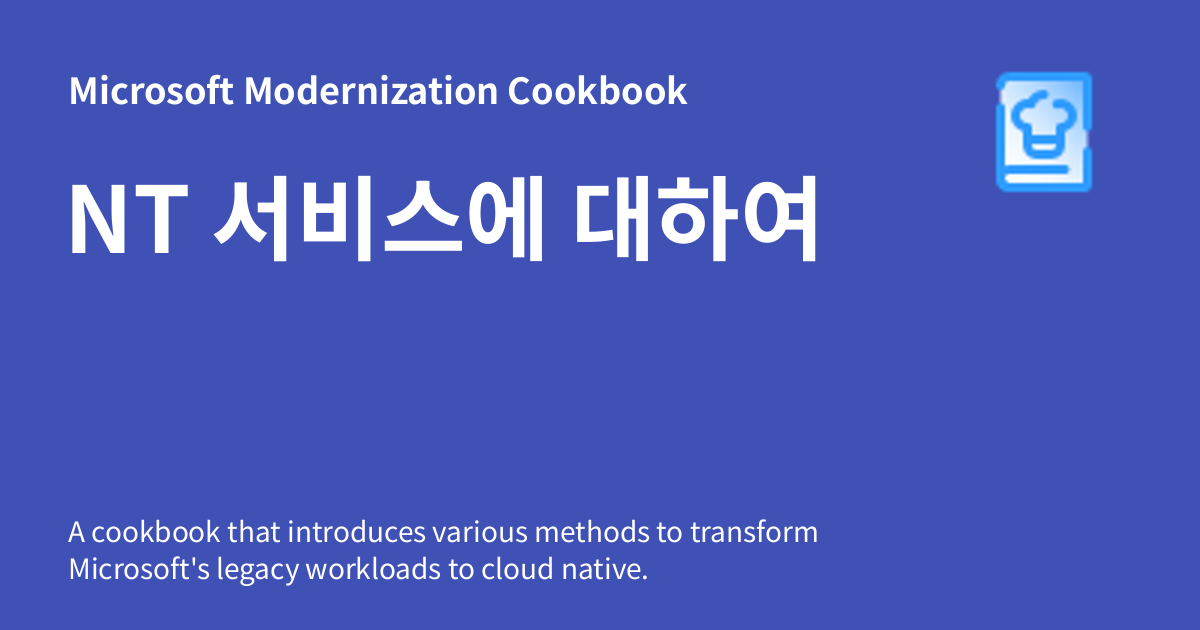 Microsoft Modernization Cookbook
NT 서비스에 대하여
A cookbook that introduces various methods to transform
Microsoft's legacy workloads to cloud native.